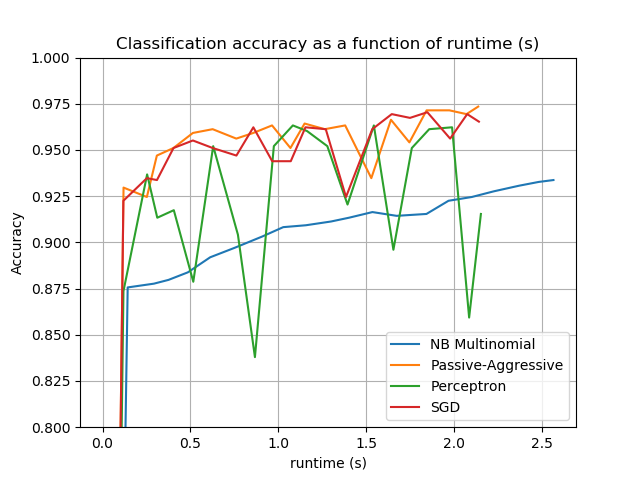 Classification accuracy as a function of runtime (s)
1.000
0.975
0.950
0.925
0.900
0.875
0.850
0.825
0.800
Accuracy
NB Multinomial
Passive-Aggressive
Perceptron
SGD
0.0 0.5 1.0 1.5 2.0 2.5
runtime (s)